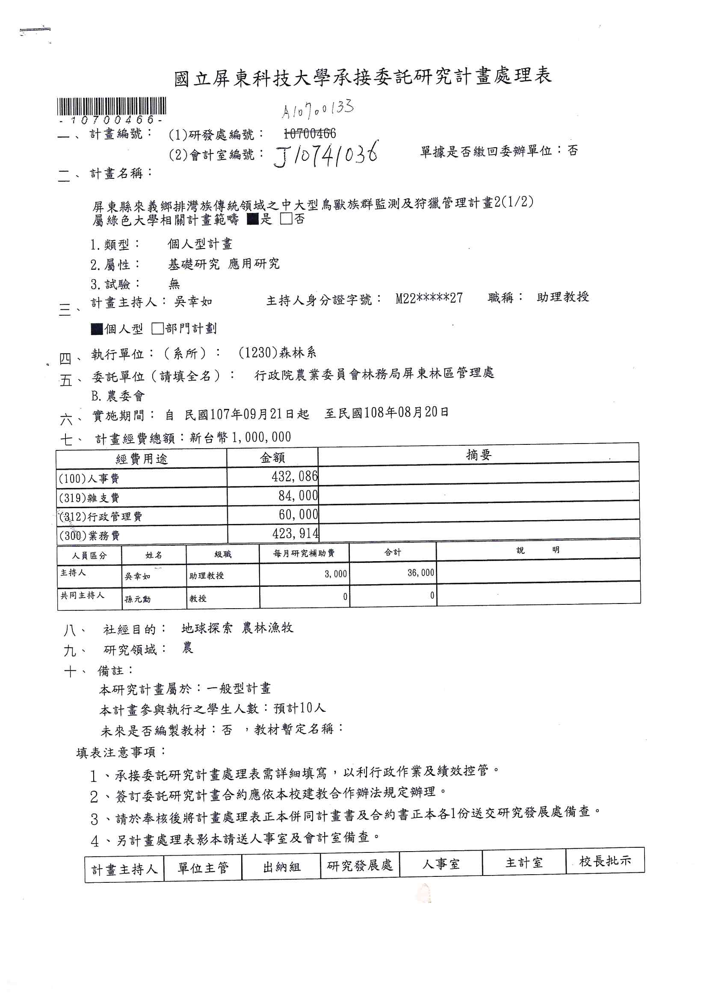 國立屏東科技大學承接委託研究計畫處理表
-10700466-
A10700133
一、計畫編號：(1)研發處編號：10700466
(2)會計室編號：J10741036 單據是否繳回委辦單位：否
二、計畫名稱：
屏東縣來義鄉排灣族傳統領域之中大型鳥獸族群監測及狩獵管理計畫2(1/2)
屬綠色大學相關計畫範疇 ■是 □否
1.類型： 個人型計畫
2.屬性： 基礎研究 應用研究
3.試驗： 無
三、計畫主持人：吳幸如 主持人身分證字號： M22*****27 職稱： 助理教授
■個人型 □部門計劃
四、執行單位：（系所）： (1230)森林系
五、委託單位（請填全名）： 行政院農業委員會林務局屏東林區管理處
B.農委會
六、實施期間：自 民國107年09月21日起 至民國108年08月20日
七、計畫經費總額：新台幣1,000,000
經費用途 金額 摘要
(100)人事費 432,086
(319)雜支費 84,000
(312)行政管理費 60,000
(300)業務費 423,914
人員區分 姓名 級職 每月研究補助費 合計 說 明
主持人 吳幸如 助理教授 3,000 36,000
共同主持人 孫元勳 教授 0 0
八、社經目的： 地球探索 農林漁牧
九、研究領域： 農
十、備註：
本研究計畫屬於：一般型計畫
本計畫參與執行之學生人數：預計10人
未來是否編製教材：否 ，教材暫定名稱：
填表注意事項：
1、承接委託研究計畫處理表需詳細填寫，以利行政作業及績效控管。
2、簽訂委託研究計畫合約應依本校建教合作辦法規定辦理。
3、請於奉核後將計畫處理表正本併同計畫書及合約書正本各1份送交研究發展處備查。
4、另計畫處理表影本請送人事室及會計室備查。
計畫主持人 單位主管 出納組 研究發展處 人事室 主計室 校長批示